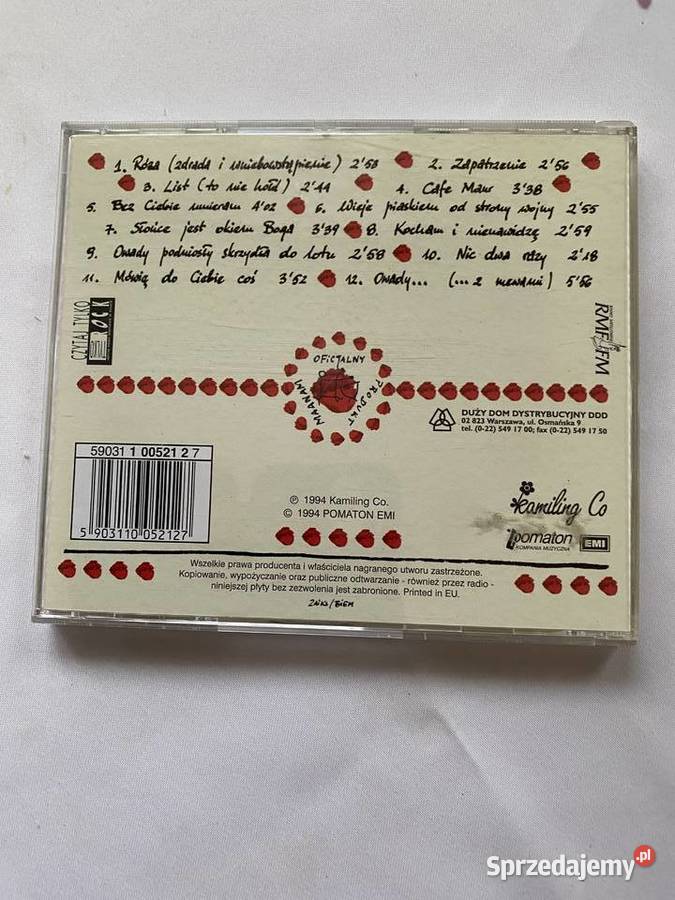 1. Róża (zdrada i wniebowstąpienie) 2'53 2. Zapatrzenie 2'56
3. List (to nie hołd) 2'44 4. Cafe Maur 3'38
5. Bez Ciebie umieram 4'02 6. Wieje piaskiem od strony wojny 2'55
7. Słońce jest okiem Boga 3'39 8. Kocham i nienawidzę 2'59
9. Owady podniosły skrzydła do lotu 2'58 10. Nic dwa razy 2'18
11. Mówię do Ciebie coś 3'52 12. Owady... (... z mewami) 5'56
CZYTAJ TYLKO
ROCK
RMF FM
OFICJALNY
PRODUKT
MAANAM
DUŻY DOM DYSTRYBUCYJNY DDD
02 823 Warszawa, ul. Osmańska 9
tel. (0-22) 549 17 00; fax (0-22) 549 17 50
59031 1 00521 2 7
5 903110 052127
℗ 1994 Kamiling Co.
© 1994 POMATON EMI
Kamiling Co
pomaton EMI
KOMPANIA MUZYCZNA
Wszelkie prawa producenta i właściciela nagranego utworu zastrzeżone.
Kopiowanie, wypożyczanie oraz publiczne odtwarzanie - również przez radio -
niniejszej płyty bez zezwolenia jest zabronione. Printed in EU.
ZAIKS/BIEM
Sprzedajemy.pl